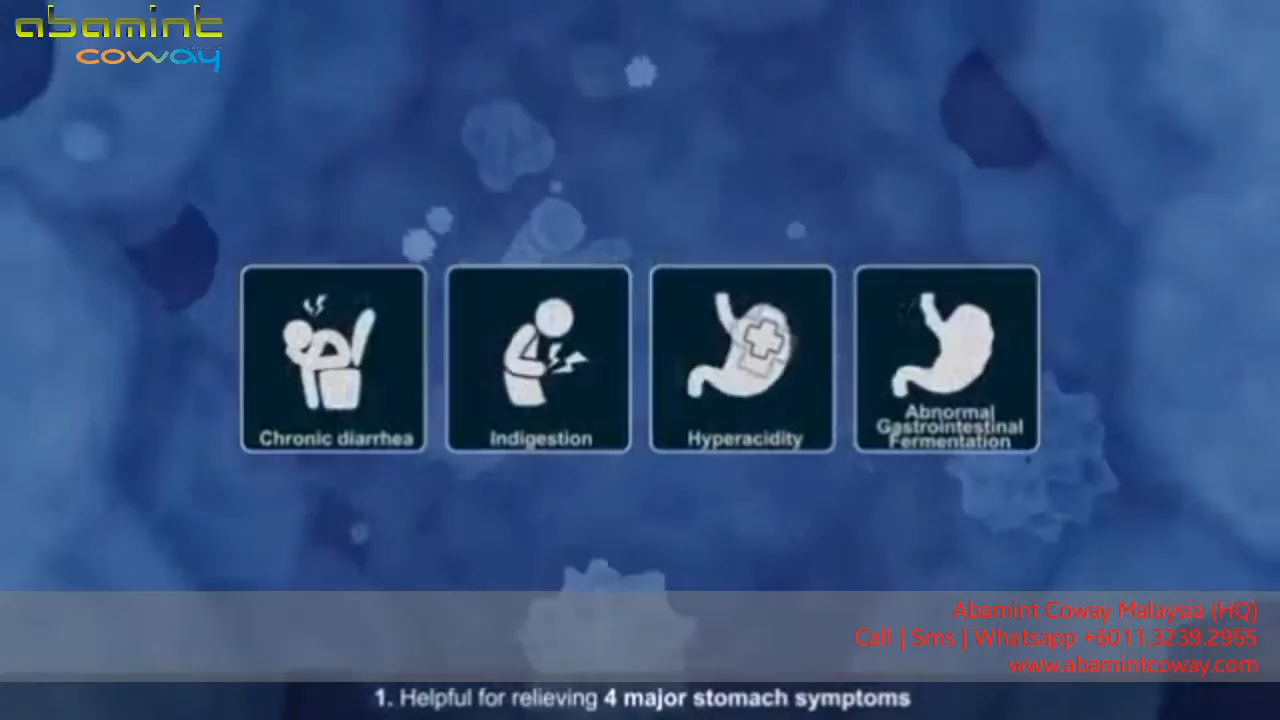 abamint
coway
Chronic diarrhea
Indigestion
Hyperacidity
Abnormal
Gastrointestinal
Fermentation
Abamint Coway Malaysia (HQ)
Call | Sms | Whatsapp +6011.3239.2955
www.abamintcoway.com
1. Helpful for relieving 4 major stomach symptoms